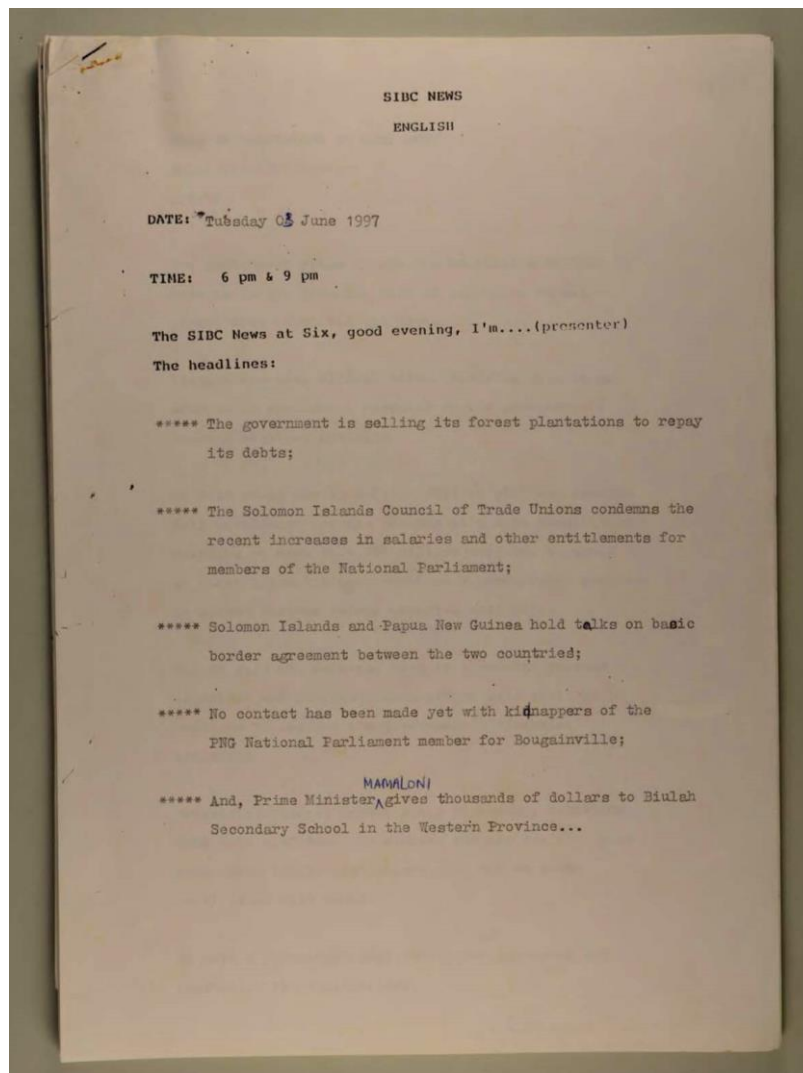 SIBC NEWS
ENGLISH
DATE: Tuesday 03 June 1997
TIME: 6 pm & 9 pm
The SIBC News at Six, good evening, I'm....(presenter)
The headlines:
***** The government is selling its forest plantations to repay
its debts;
***** The Solomon Islands Council of Trade Unions condemns the
recent increases in salaries and other entitlements for
members of the National Parliament;
***** Solomon Islands and Papua New Guinea hold talks on basic
border agreement between the two countried;
***** No contact has been made yet with kidnappers of the
PNG National Parliament member for Bougainville;
MAMALONI
***** And, Prime Minister gives thousands of dollars to Biulah
Secondary School in the Western Province...